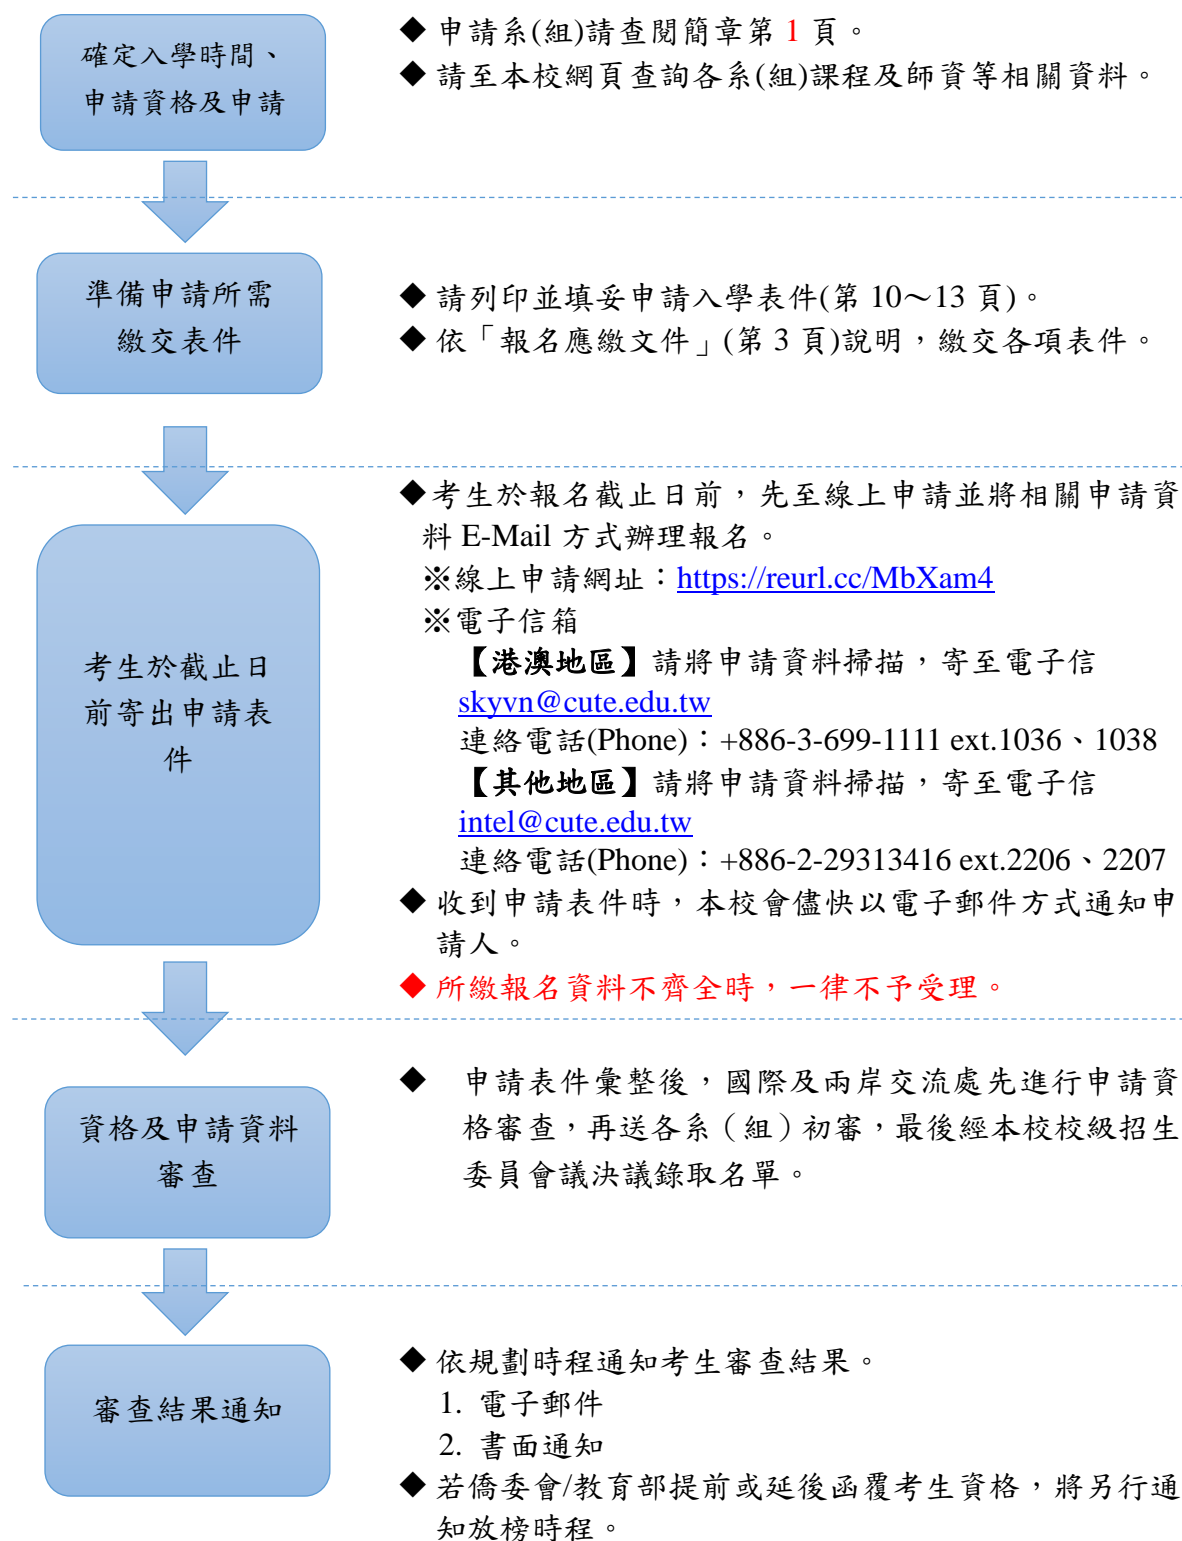 確定入學時間、
申請資格及申請
◆ 申請系(組)請查閱簡章第 1 頁。
◆ 請至本校網頁查詢各系(組)課程及師資等相關資料。
準備申請所需
繳交表件
◆ 請列印並填妥申請入學表件(第 10～13 頁)。
◆ 依「報名應繳文件」(第 3 頁)說明，繳交各項表件。
考生於截止日
前寄出申請表
件
◆考生於報名截止日前，先至線上申請並將相關申請資
料 E-Mail 方式辦理報名。
※線上申請網址：https://reurl.cc/MbXam4
※電子信箱
【港澳地區】請將申請資料掃描，寄至電子信
skyvn@cute.edu.tw
連絡電話(Phone)：+886-3-699-1111 ext.1036、1038
【其他地區】請將申請資料掃描，寄至電子信
intel@cute.edu.tw
連絡電話(Phone)：+886-2-29313416 ext.2206、2207
◆ 收到申請表件時，本校會儘快以電子郵件方式通知申
請人。
◆ 所繳報名資料不齊全時，一律不予受理。
資格及申請資料
審查
◆ 申請表件彙整後，國際及兩岸交流處先進行申請資
格審查，再送各系（組）初審，最後經本校校級招生
委員會議決議錄取名單。
審查結果通知
◆ 依規劃時程通知考生審查結果。
1. 電子郵件
2. 書面通知
◆ 若僑委會/教育部提前或延後函覆考生資格，將另行通
知放榜時程。